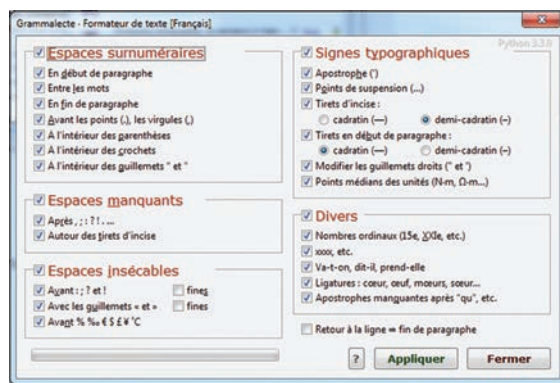 Grammalecte - Formateur de texte [Français]
Python 3.3.0
Espaces surnuméraires
En début de paragraphe
Entre les mots
En fin de paragraphe
Avant les points (.), les virgules (,)
À l'intérieur des parenthèses
À l'intérieur des crochets
À l'intérieur des guillemets “ et ”
Espaces manquants
Après , ; : ? ! . …
Autour des tirets d'incise
Espaces insécables
Avant : ; ? et !
fines
Avec les guillemets « et »
fines
Avant % ‰ € $ £ ¥ ˚C
Signes typographiques
Apostrophe (’)
Points de suspension (…)
Tirets d'incise :
cadratin (—) demi-cadratin (–)
Tirets en début de paragraphe :
cadratin (—) demi-cadratin (–)
Modifier les guillemets droits (" et ')
Points médians des unités (N·m, Ω·m…)
Divers
Nombres ordinaux (15e, XXIe, etc.)
etc.
Va-t-on, dit-il, prend-elle
Ligatures : cœur, œuf, mœurs, sœur…
Apostrophes manquantes après "qu", etc.
Retour à la ligne ⇒ fin de paragraphe
?
Appliquer
Fermer